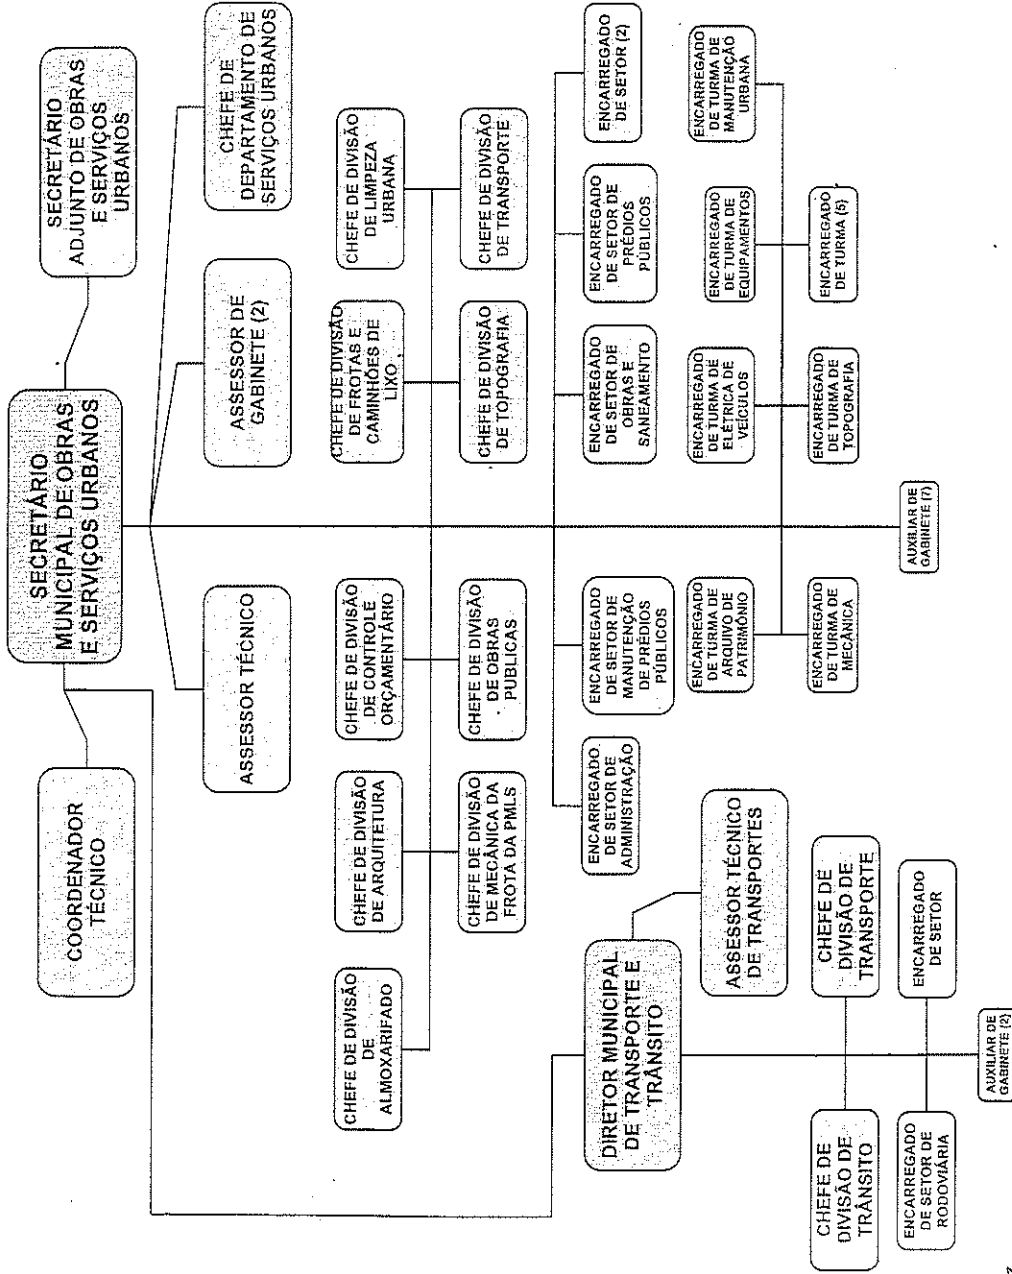 SECRETÁRIO
MUNICIPAL DE OBRAS
E SERVIÇOS URBANOS
COORDENADOR
TÉCNICO
SECRETÁRIO
ADJUNTO DE OBRAS
E SERVIÇOS
URBANOS
ASSESSOR TÉCNICO
ASSESSOR DE
GABINETE (2)
CHEFE DE
DEPARTAMENTO DE
SERVIÇOS URBANOS
CHEFE DE DIVISÃO
DE
ALMOXARIFADO
CHEFE DE DIVISÃO
DE ARQUITETURA
CHEFE DE DIVISÃO
DE CONTROLE
ORÇAMENTÁRIO
CHEFE DE DIVISÃO
DE FROTAS E
CAMINHÕES DE
LIXO
CHEFE DE DIVISÃO
DE LIMPEZA
URBANA
CHEFE DE DIVISÃO
DE MECÂNICA DA
FROTA DA PMLS
CHEFE DE DIVISÃO
DE OBRAS
PUBLICAS
CHEFE DE DIVISÃO
DE TOPOGRAFIA
CHEFE DE DIVISÃO
DE TRANSPORTE
ENCARREGADO
DE SETOR DE
ADMINISTRAÇÃO
ENCARREGADO
DE SETOR DE
MANUTENÇÃO
DE PRÉDIOS
PÚBLICOS
ENCARREGADO
DE SETOR DE
OBRAS E
SANEAMENTO
ENCARREGADO
DE SETOR DE
PRÉDIOS
PÚBLICOS
ENCARREGADO
DE SETOR (2)
ENCARREGADO
DE TURMA DE
ARQUIVO DE
PATRIMÔNIO
ENCARREGADO
DE TURMA DE
ELÉTRICA DE
VEÍCULOS
ENCARREGADO
DE TURMA DE
EQUIPAMENTOS
ENCARREGADO
DE TURMA DE
MANUTENÇÃO
URBANA
ENCARREGADO
DE TURMA DE
MECÂNICA
ENCARREGADO
DE TURMA DE
TOPOGRAFIA
ENCARREGADO
DE TURMA (5)
AUXILIAR DE
GABINETE (7)
DIRETOR MUNICIPAL
DE TRANSPORTE E
TRÂNSITO
ASSESSOR TÉCNICO
DE TRANSPORTES
CHEFE DE
DIVISÃO DE
TRÂNSITO
CHEFE DE
DIVISÃO DE
TRANSPORTE
ENCARREGADO
DE SETOR DE
RODOVIÁRIA
ENCARREGADO
DE SETOR
AUXILIAR DE
GABINETE (2)